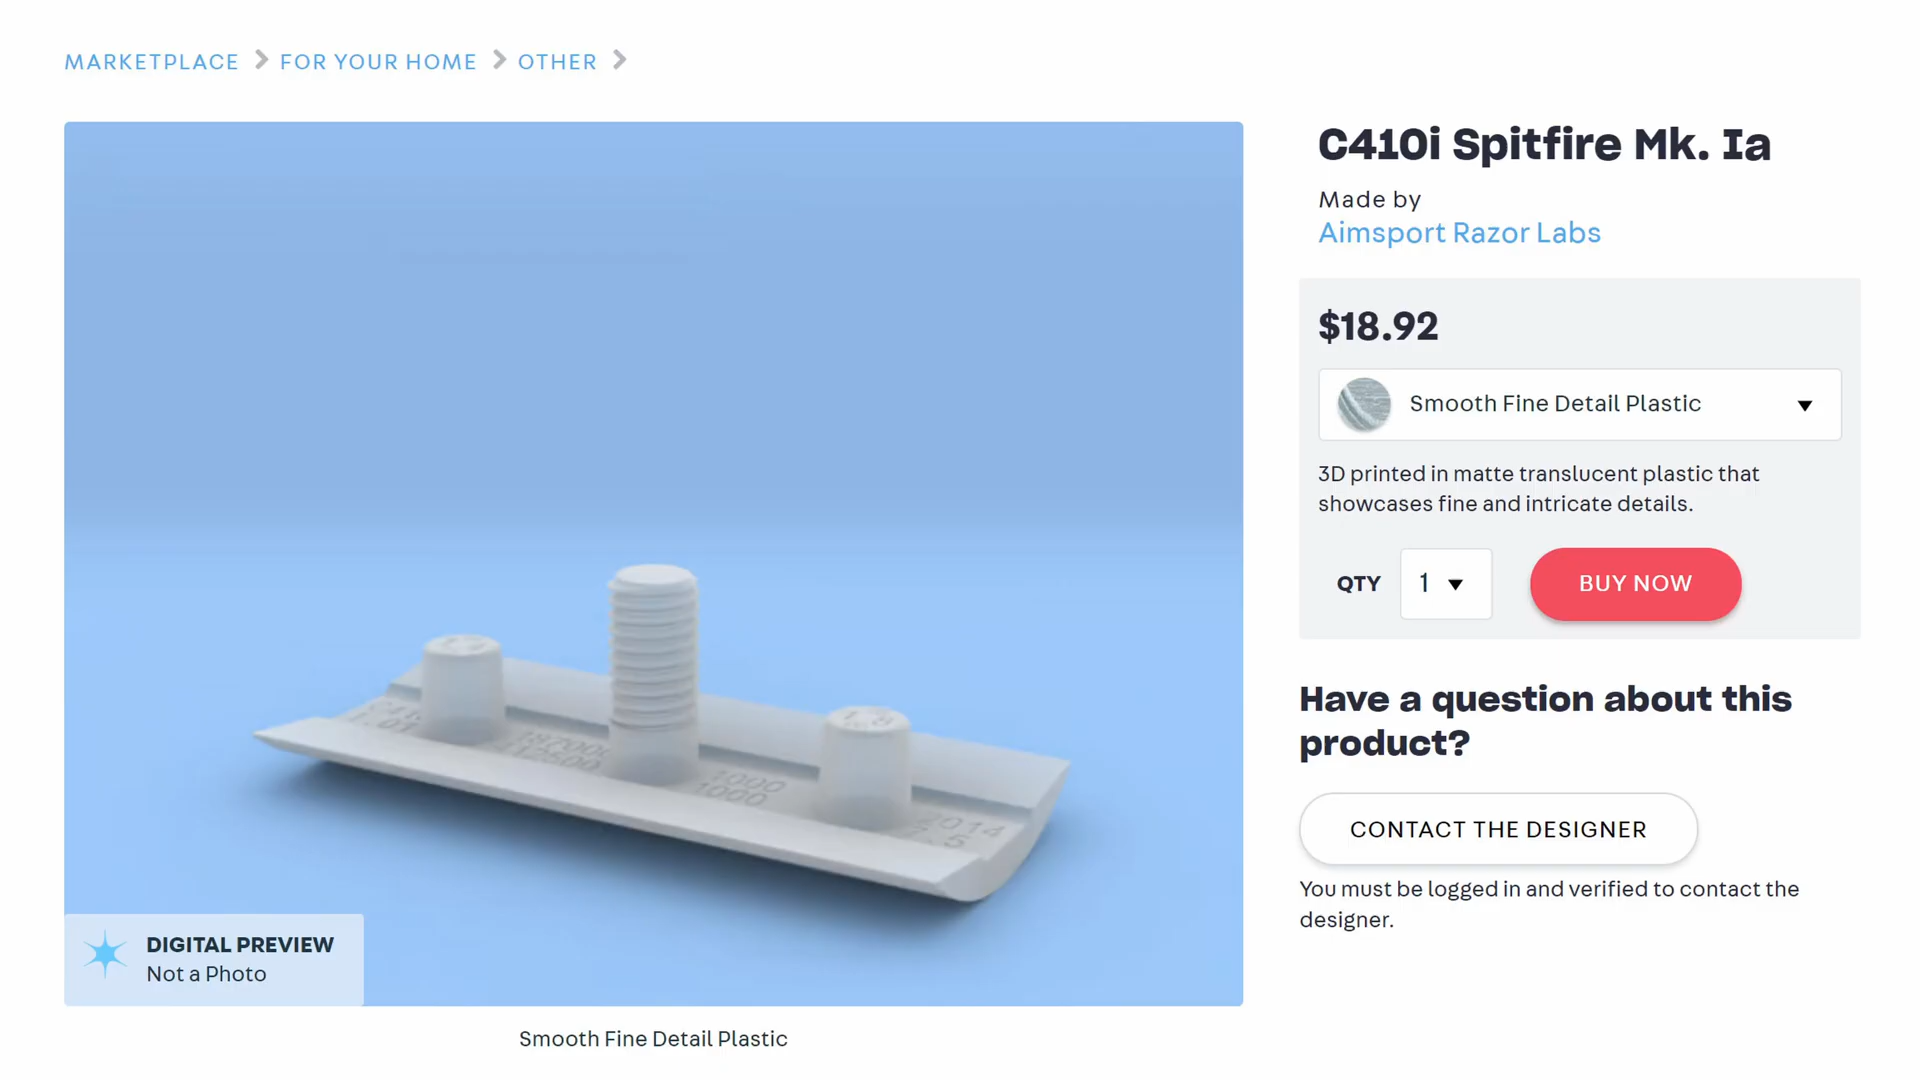 MARKETPLACE FOR YOUR HOME OTHER
C410i Spitfire Mk. Ia
Made by
Aimsport Razor Labs
$18.92
Smooth Fine Detail Plastic
3D printed in matte translucent plastic that
showcases fine and intricate details.
QTY 1 BUY NOW
Have a question about this
product?
CONTACT THE DESIGNER
You must be logged in and verified to contact the
designer.
1000
1000
2014
DIGITAL PREVIEW
Not a Photo
Smooth Fine Detail Plastic